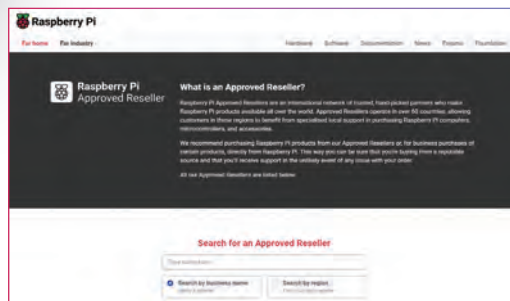 Raspberry Pi
For home For industry Hardware Software Documentation News Forums Foundation
Raspberry Pi
Approved Reseller
What is an Approved Reseller?
Raspberry Pi Approved Resellers are an international network of trusted, hand-picked partners who make
Raspberry Pi products available all over the world. Approved Resellers operate in over 60 countries, allowing
customers in those regions to benefit from specialised local support in purchasing Raspberry Pi computers,
microcontrollers, and accessories.
We recommend purchasing Raspberry Pi products from our Approved Resellers or, for business purchases of
certain products, directly from Raspberry Pi. This way you can be sure that you're buying from a reputable
source and that you'll receive support in the unlikely event of any issue with your order.
All our Approved Resellers are listed below.
Search for an Approved Reseller
Search by business name Search by region